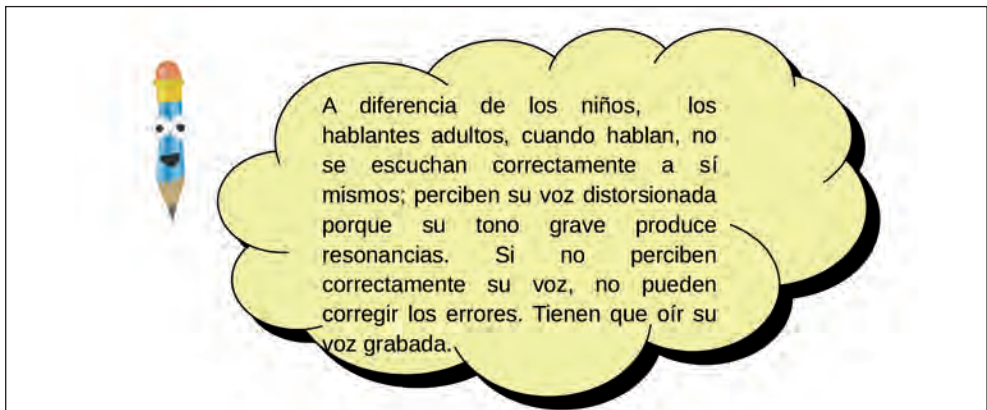 A diferencia de los niños, los
hablantes adultos, cuando hablan, no
se escuchan correctamente a sí
mismos; perciben su voz distorsionada
porque su tono grave produce
resonancias. Si no perciben
correctamente su voz, no pueden
corregir los errores. Tienen que oír su
voz grabada.